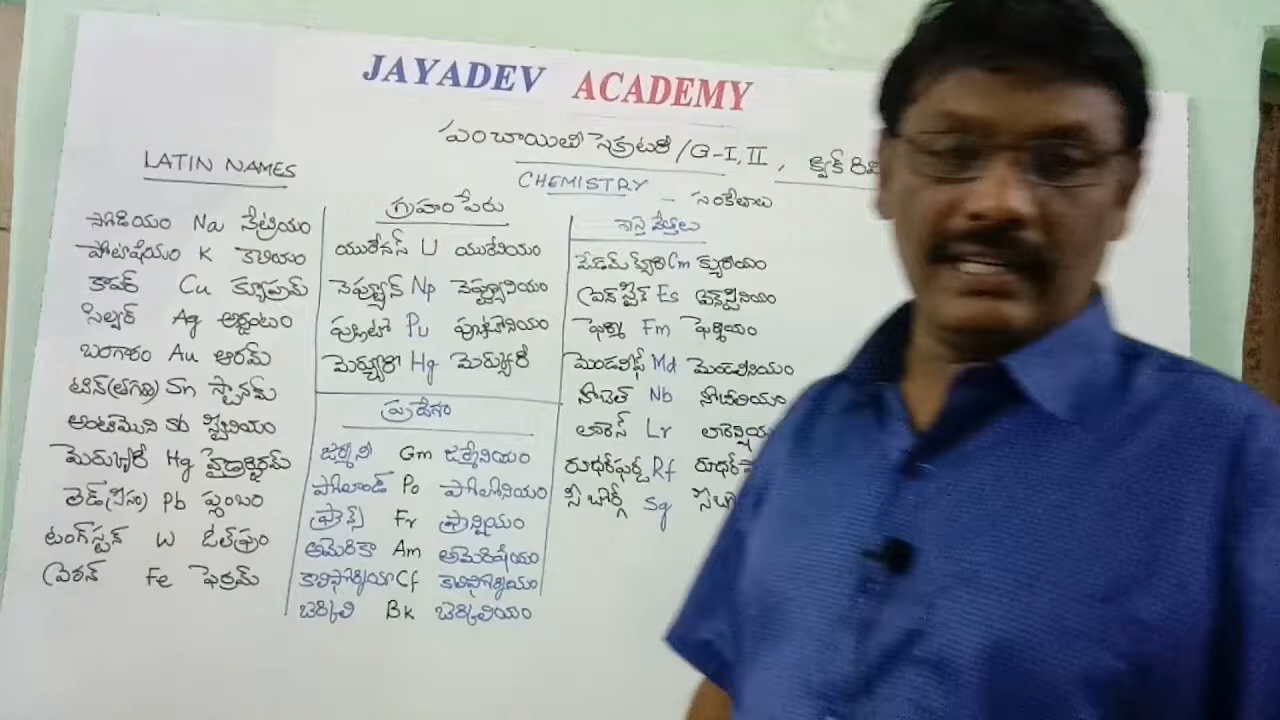 JAYADEV ACADEMY
పంచాయితీ సెక్రటరీ / G-I, II , క్విక్ రివి
CHEMISTRY - సంకేతాలు
LATIN NAMES
సోడియం Na నేట్రియం
పొటాషియం K కాలియం
కాపర్ Cu క్యూప్రమ్
సిల్వర్ Ag అర్జెంటం
బంగారం Au ఆరమ్
టిన్(తగరం) Sn స్టానమ్
అంటిమొని Sb స్టిబియం
మెర్కురీ Hg హైడ్రార్జిరమ్
లెడ్(సీసం) Pb ప్లంబం
టంగ్‌స్టన్ W ఓల్‌ఫ్రం
ఐరన్ Fe ఫెర్రమ్
గ్రహం పేరు
యురేనస్ U యురేనియం
నెప్ట్యూన్ Np నెప్ట్యూనియం
ప్లుటో Pu ప్లుటోనియం
మెర్క్యురీ Hg మెర్క్యురీ
ప్రదేశం
జర్మనీ Gm జర్మేనియం
పోలాండ్ Po పోలోనియం
ఫ్రాన్స్ Fr ఫ్రాన్షియం
అమెరికా Am అమెరిషియం
కాలిఫోర్నియా Cf కాలిఫోర్నియం
బెర్కిలి Bk బెర్కిలియం
శాస్త్రవేత్తలు
మేడమ్ క్యూరి Cm క్యురియం
ఐన్‌స్టీన్ Es ఐన్‌స్టీనియం
ఫెర్మి Fm ఫెర్మియం
మెండలీఫ్ Md మెండలీనియం
నోబెల్ Nb నోబెలియం
లారెన్స్ Lr లారెన్షియ
రుథర్‌ఫర్డ్ Rf రుథర్‌ఫ
సీబోర్గ్ Sg సీబో